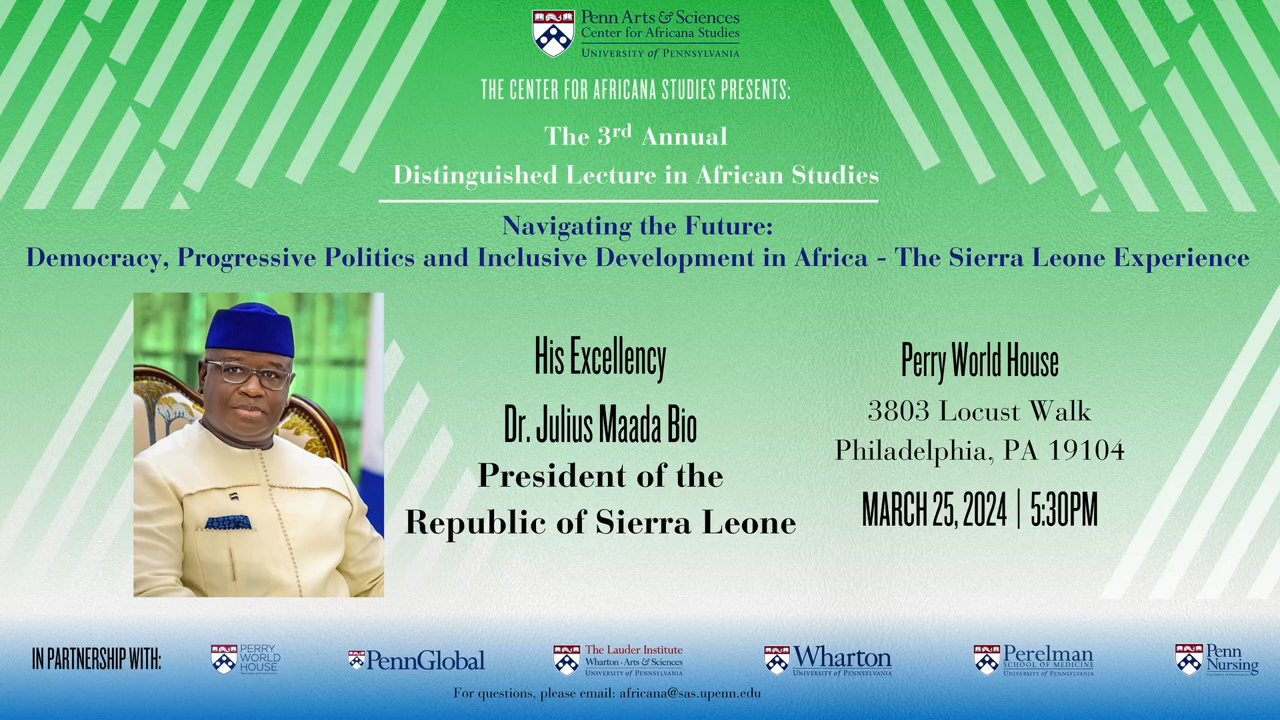 Penn Arts & Sciences
Center for Africana Studies
University of Pennsylvania
THE CENTER FOR AFRICANA STUDIES PRESENTS:
The 3rd Annual
Distinguished Lecture in African Studies
Navigating the Future:
Democracy, Progressive Politics and Inclusive Development in Africa - The Sierra Leone Experience
His Excellency
Dr. Julius Maada Bio
President of the
Republic of Sierra Leone
Perry World House
3803 Locust Walk
Philadelphia, PA 19104
MARCH 25, 2024 | 5:30PM
IN PARTNERSHIP WITH:
PERRY
WORLD
HOUSE
PennGlobal
The Lauder Institute
Wharton · Arts & Sciences
University of Pennsylvania
Wharton
University of Pennsylvania
Perelman
School of Medicine
University of Pennsylvania
Penn
Nursing
For questions, please email: africana@sas.upenn.edu